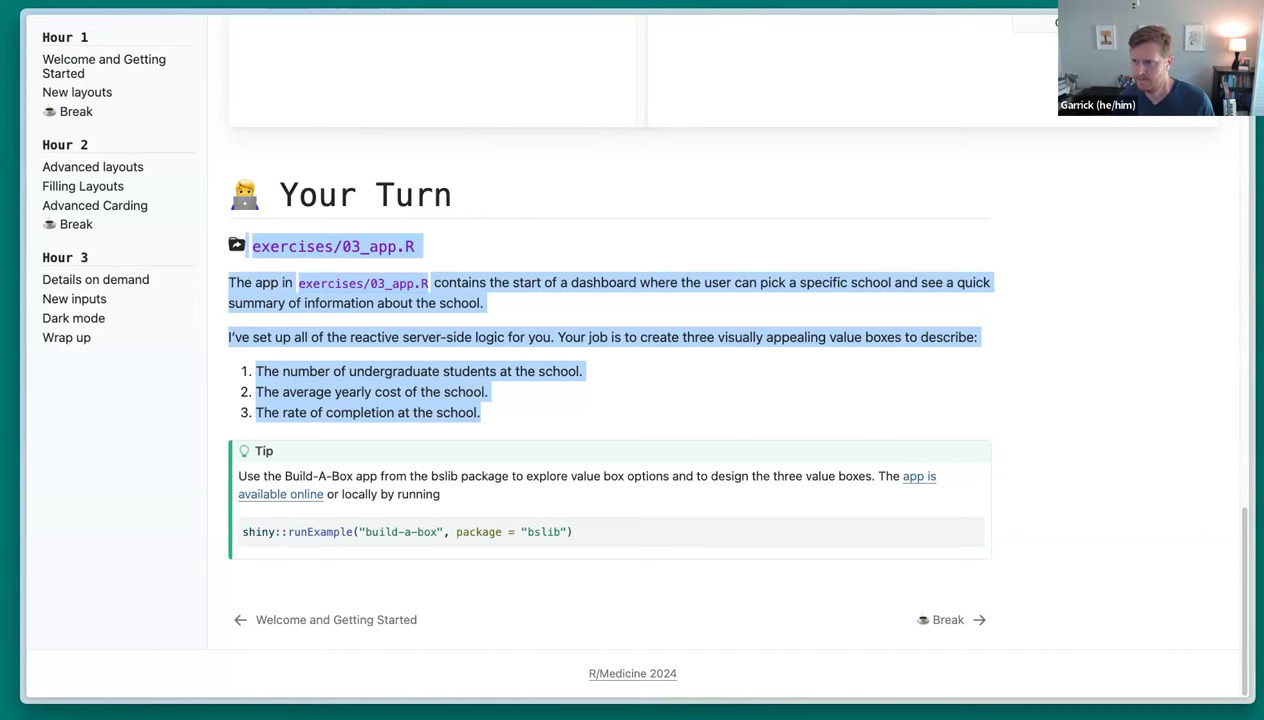 Hour 1
Welcome and Getting
Started
New layouts
Break
Hour 2
Advanced layouts
Filling Layouts
Advanced Carding
Break
Hour 3
Details on demand
New inputs
Dark mode
Wrap up
Garrick (he/him)
Your Turn
exercises/03_app.R
The app in exercises/03_app.R contains the start of a dashboard where the user can pick a specific school and see a quick
summary of information about the school.
I've set up all of the reactive server-side logic for you. Your job is to create three visually appealing value boxes to describe:
1. The number of undergraduate students at the school.
2. The average yearly cost of the school.
3. The rate of completion at the school.
Tip
Use the Build-A-Box app from the bslib package to explore value box options and to design the three value boxes. The app is
available online or locally by running
shiny::runExample("build-a-box", package = "bslib")
← Welcome and Getting Started
Break →
R/Medicine 2024